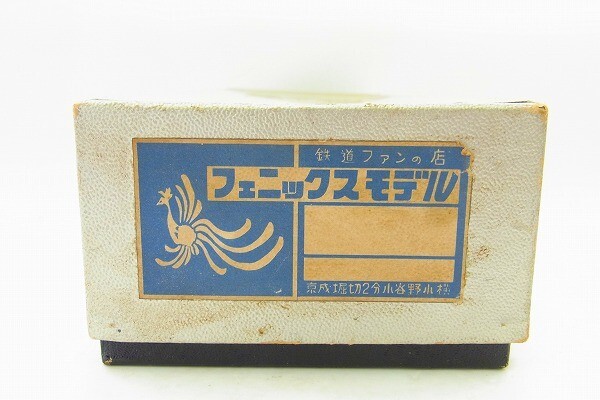 鉄道ファンの店
フェニックスモデル
京成堀切2分小谷野小横